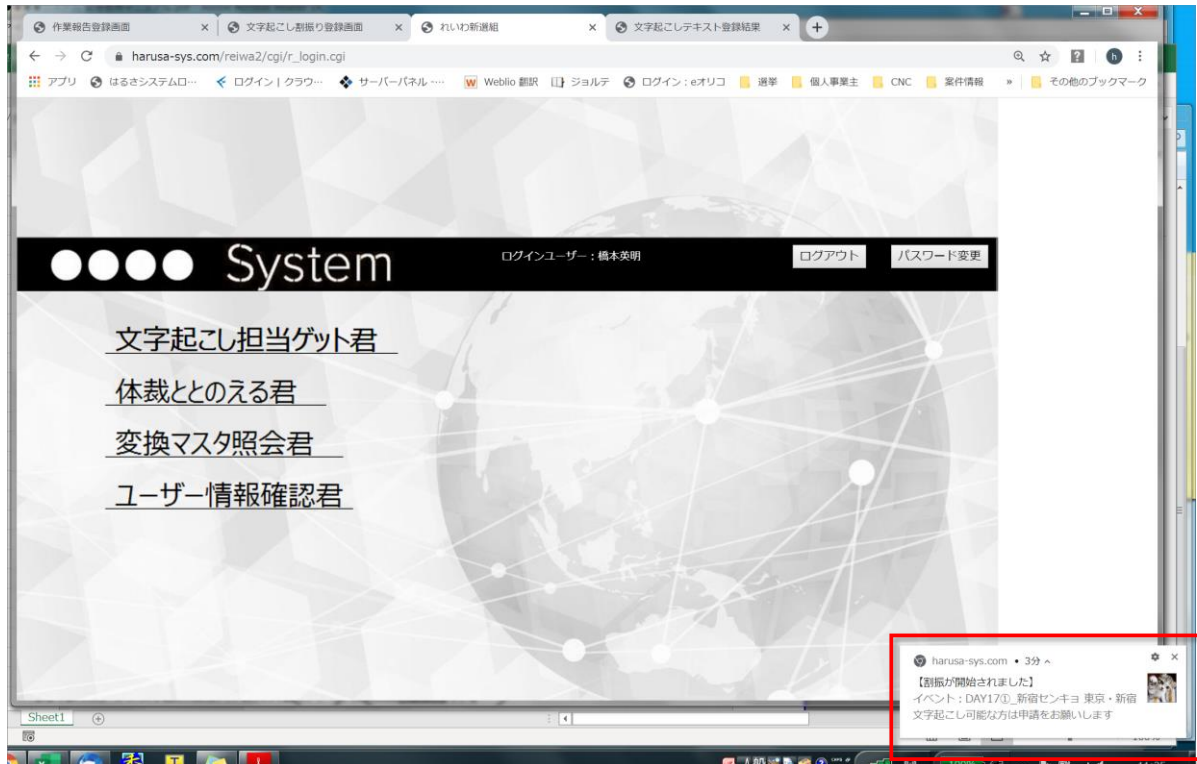 作業報告登録画面
文字起こし割振り登録画面
れいわ新選組
文字起こしテキスト登録結果
harusa-sys.com/reiwa2/cgi/r_login.cgi
アプリ はるさシステムロ… ログイン | クラウ… サーバーパネル -… Weblio 翻訳 ジョルテ ログイン ; eオリコ 選挙 個人事業主 CNC 案件情報 » その他のブックマーク
●●●● System ログインユーザー：橋本英明 ログアウト パスワード変更
文字起こし担当ゲット君
体裁ととのえる君
変換マスタ照会君
ユーザー情報確認君
harusa-sys.com • 3分
【割振が開始されました】
イベント：DAY17①_新宿センキョ 東京・新宿
文字起こし可能な方は申請をお願いします
Sheet1